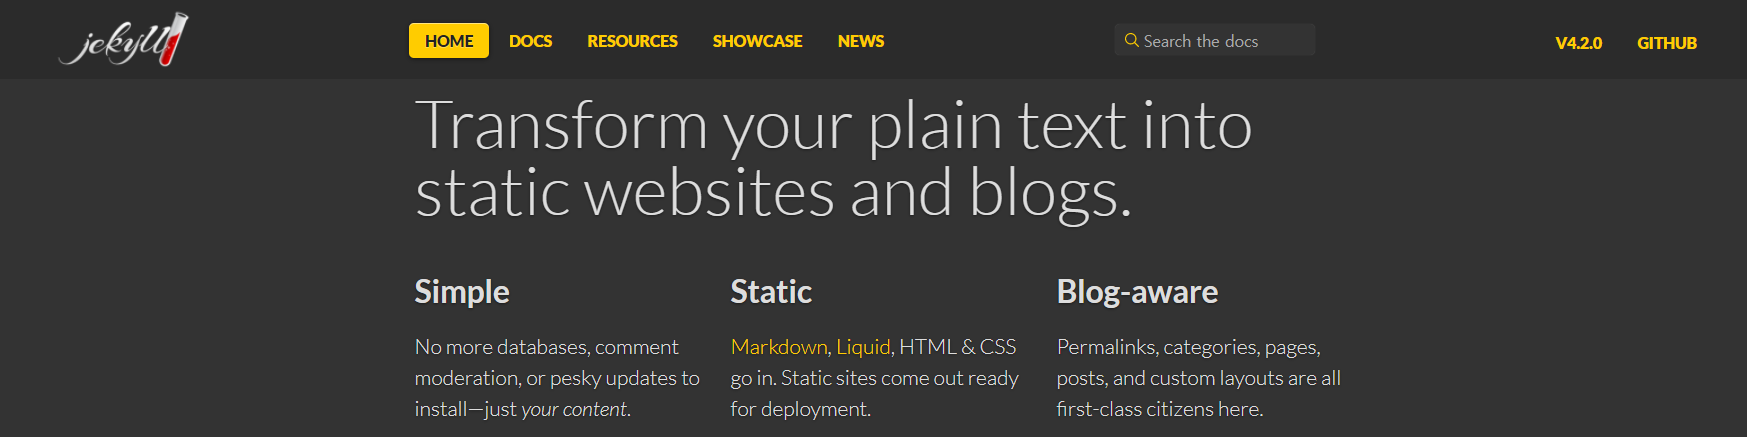 jekyll
HOME DOCS RESOURCES SHOWCASE NEWS
Search the docs
V4.2.0 GITHUB
Transform your plain text into
static websites and blogs.
Simple
No more databases, comment
moderation, or pesky updates to
install—just your content.
Static
Markdown, Liquid, HTML & CSS
go in. Static sites come out ready
for deployment.
Blog-aware
Permalinks, categories, pages,
posts, and custom layouts are all
first-class citizens here.